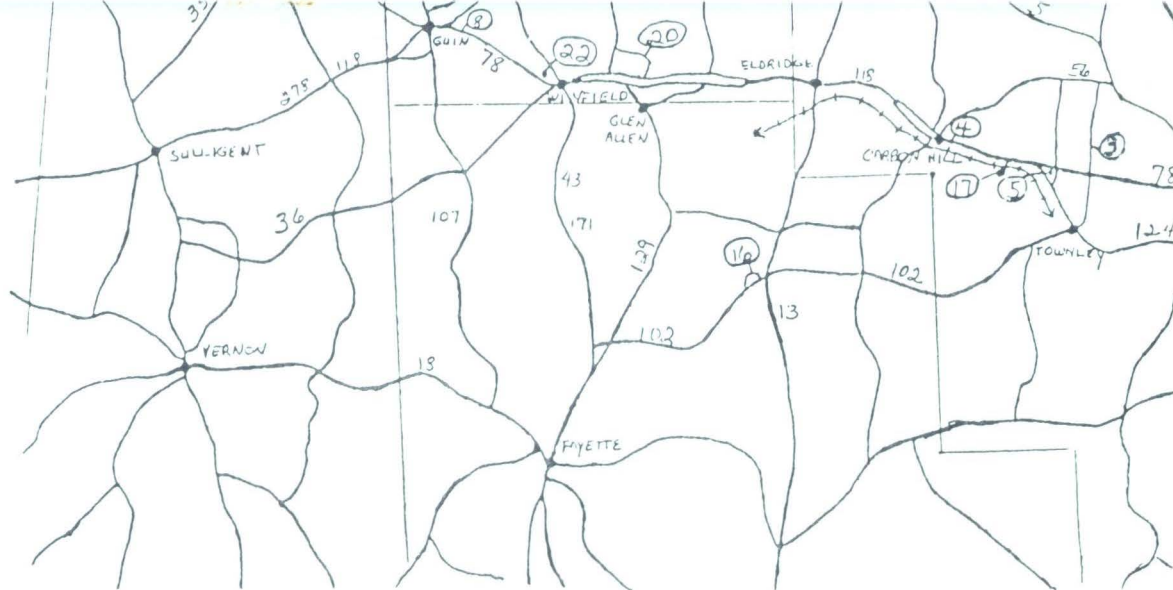 8
GUIN
78
22
20
ELDRIDGE
118
56
118
278
WINFIELD
GLEN
ALLEN
4
CARBON HILL
3
SULLIGENT
17
5
78
43
36
107
171
129
16
124
TOWNLEY
102
13
102
VERNON
18
FAYETTE